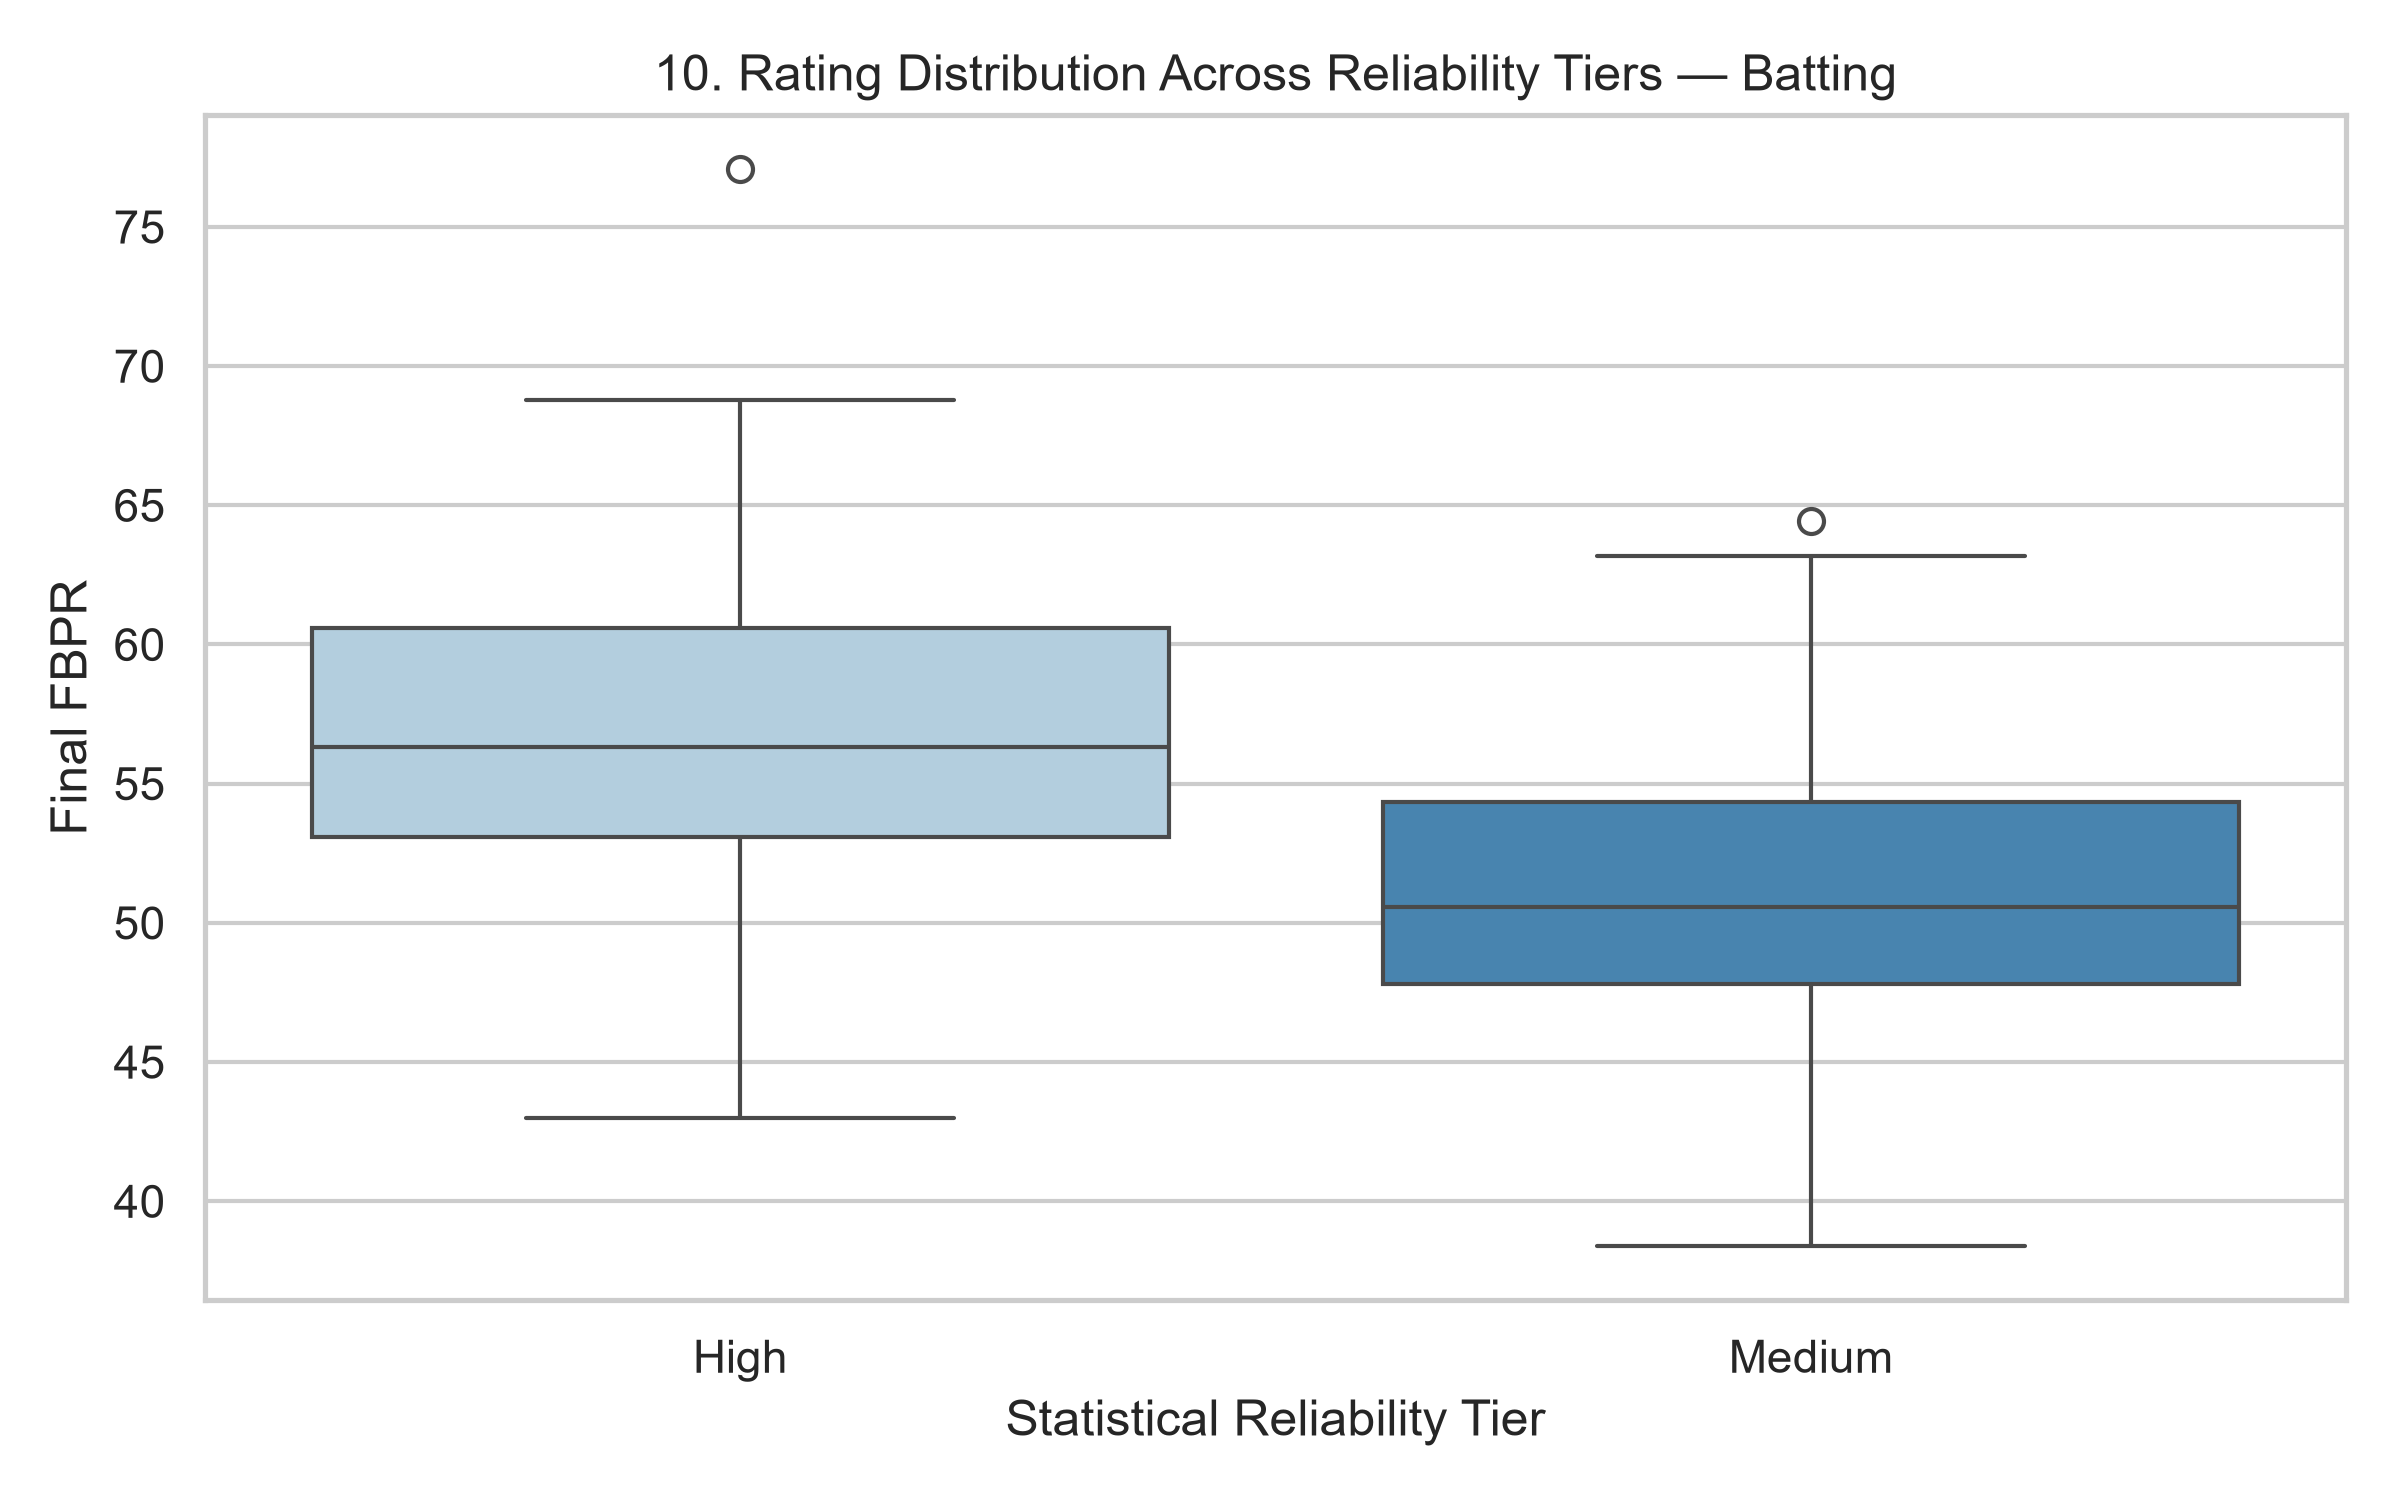 10. Rating Distribution Across Reliability Tiers — Batting
Final FBPR
75
70
65
60
55
50
45
40
High
Medium
Statistical Reliability Tier